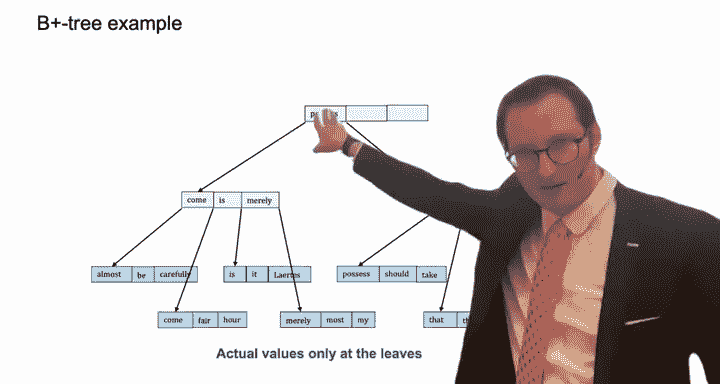 B+-tree example
come is merely
almost be carefully is it Laertes possess should take
come fair hour merely most my that
Actual values only at the leaves